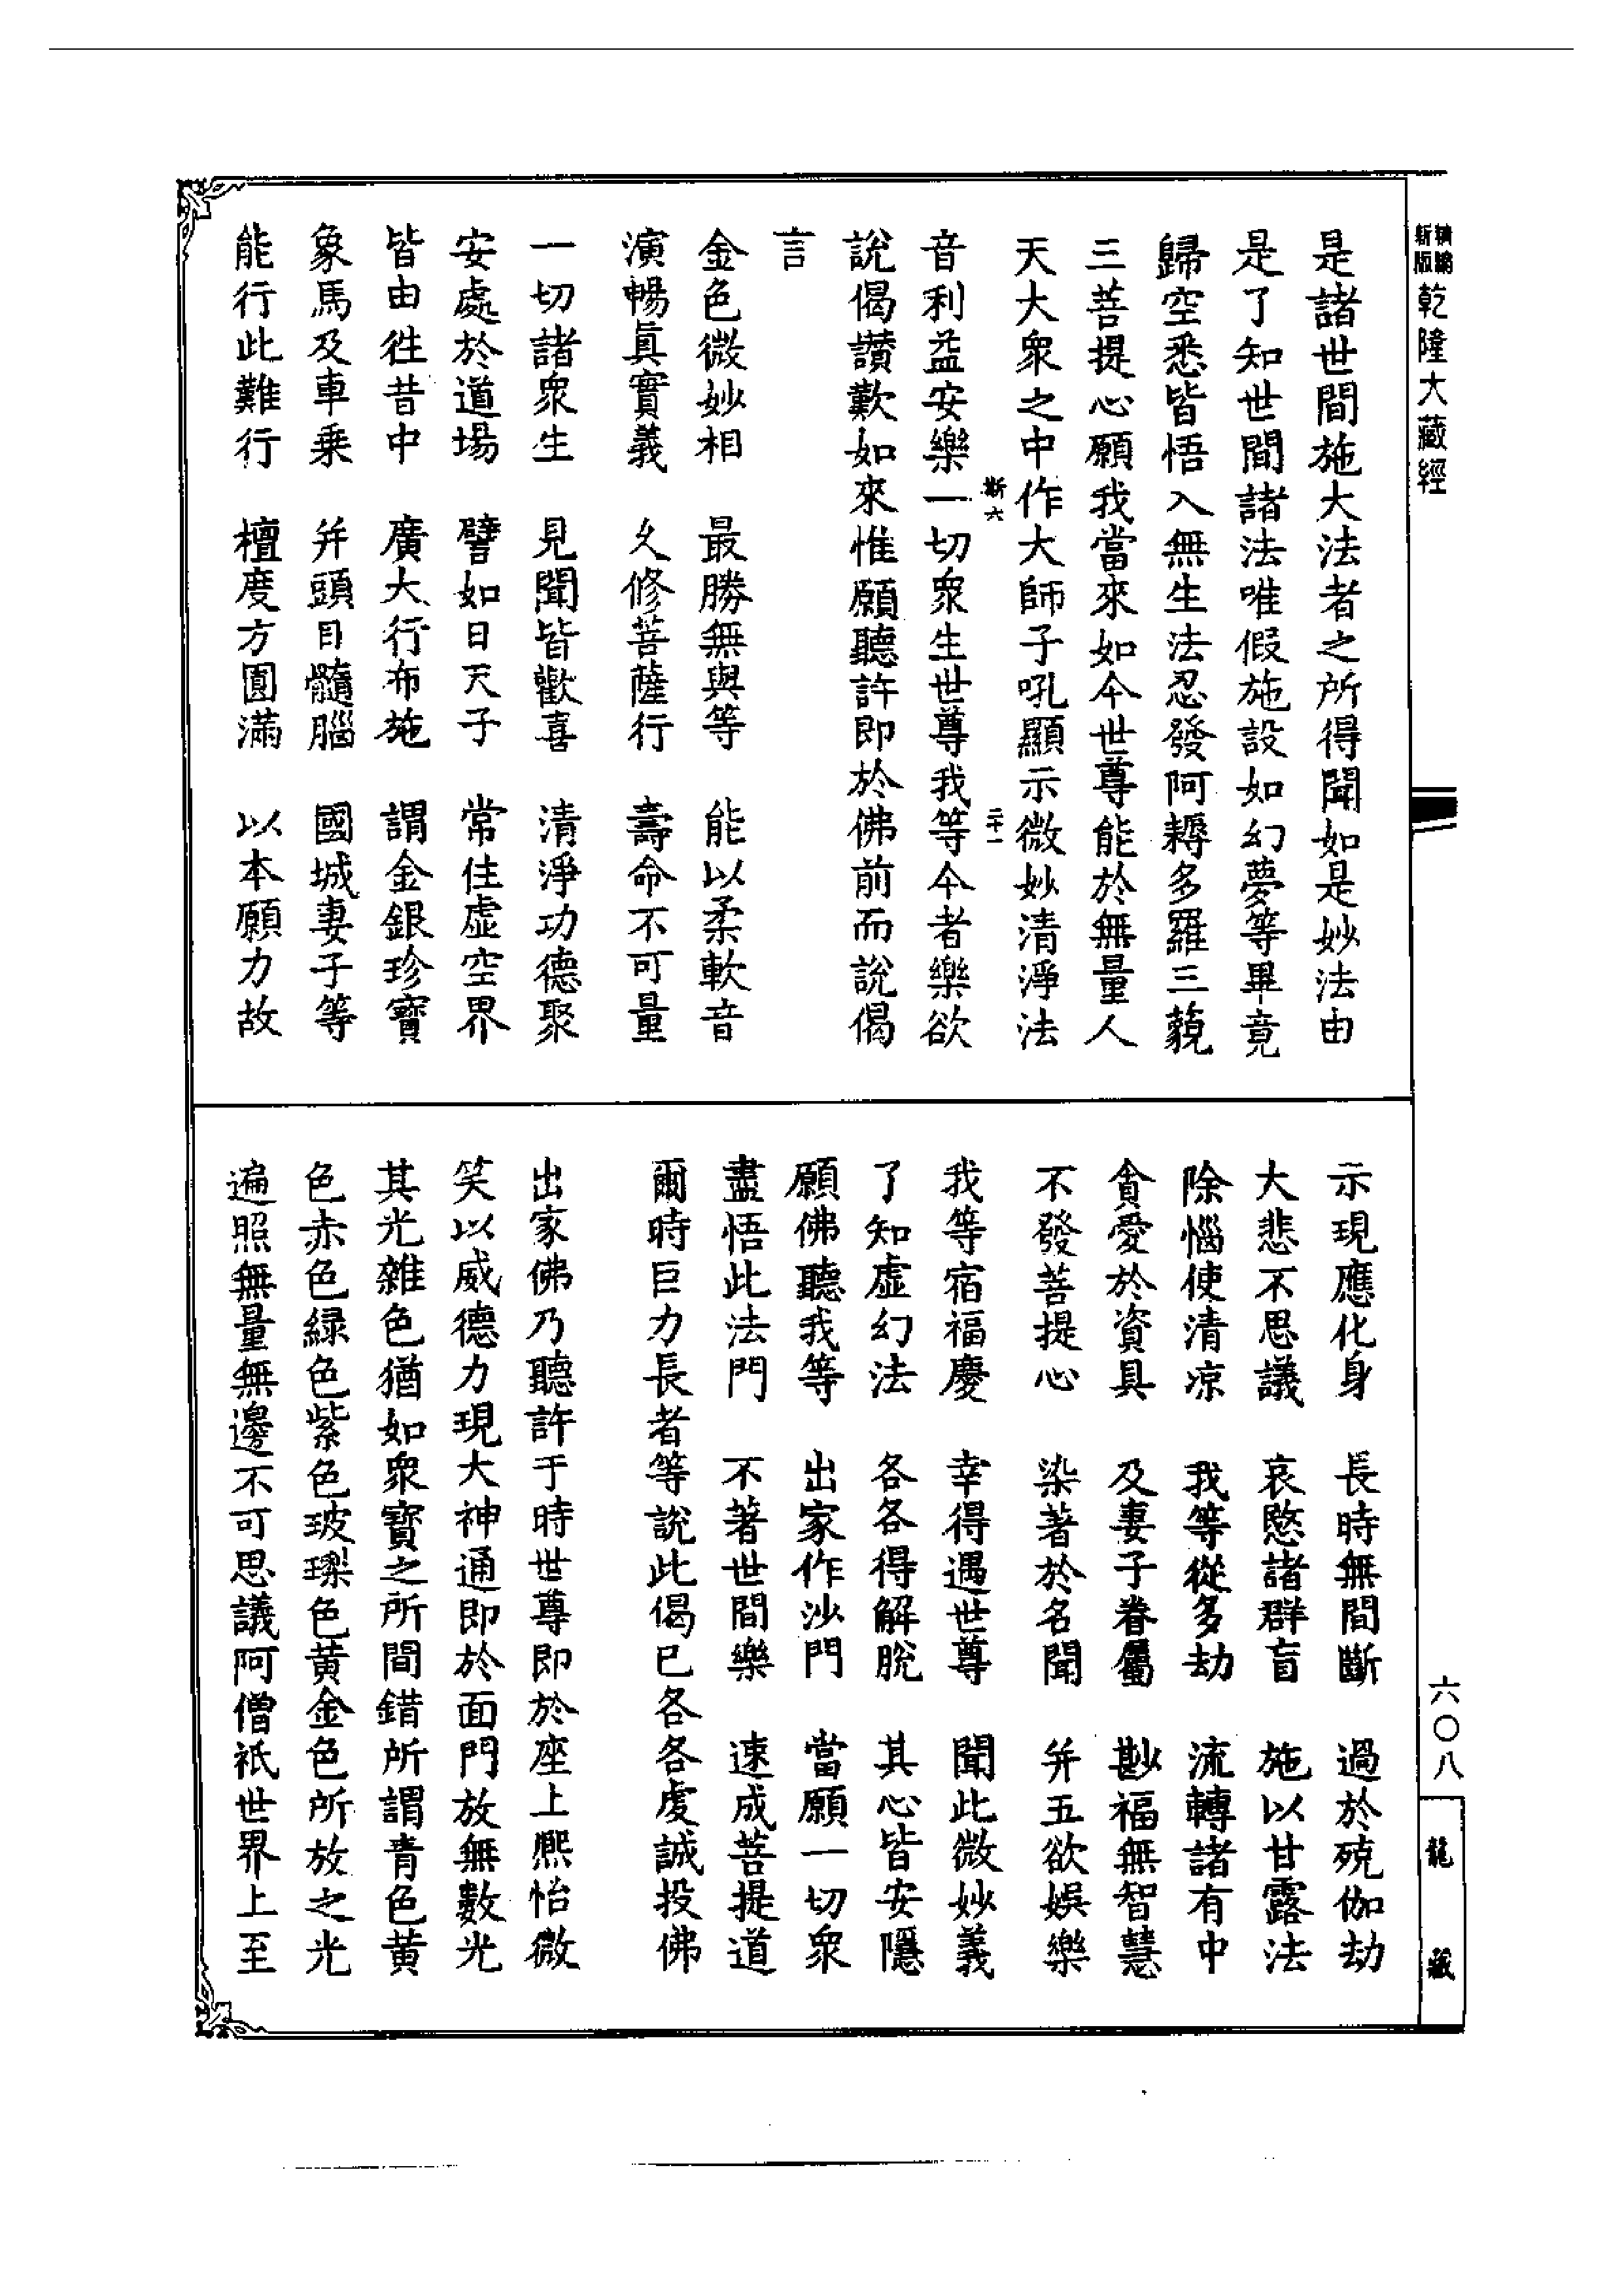 精鐫新版乾隆大藏經
是諸世間施大法者之所得聞如是妙法由
是了知世間諸法唯假施設如幻夢等畢竟
歸空悉皆悟入無生法忍發阿耨多羅三藐
三菩提心願我當來如今世尊能於無量人
天大衆之中作大師子吼顯示微妙清淨法
斯六 二十一
音利益安樂一切衆生世尊我等今者樂欲
說偈讚歎如來惟願聽許即於佛前而說偈
言
金色微妙相 最勝無與等 能以柔軟音
演暢眞實義 久修菩薩行 壽命不可量
一切諸衆生 見聞皆歡喜 清淨功德聚
安處於道場 譬如日天子 常住虛空界
皆由徃昔中 廣大行布施 謂金銀珍寶
象馬及車乘 并頭目髓腦 國城妻子等
能行此難行 檀度方圓滿 以本願力故
示現應化身 長時無間斷 過於殑伽劫
大悲不思議 哀愍諸群盲 施以甘露法
除惱使清凉 我等從多劫 流轉諸有中
貪愛於資具 及妻子眷屬 尠福無智慧
不發菩提心 染著於名聞 并五欲娛樂
我等宿福慶 幸得遇世尊 聞此微妙義
了知虛幻法 各各得解脫 其心皆安隱
願佛聽我等 出家作沙門 當願一切衆
盡悟此法門 不著世間樂 速成菩提道
爾時巨力長者等說此偈已各各虔誠投佛
出家佛乃聽許于時世尊即於座上熈怡微
笑以威德力現大神通即於面門放無數光
其光雜色猶如衆寶之所間錯所謂青色黄
色赤色緑色紫色玻瓈色黄金色所放之光
遍照無量無邊不可思議阿僧祇世界上至
六〇八
龍藏